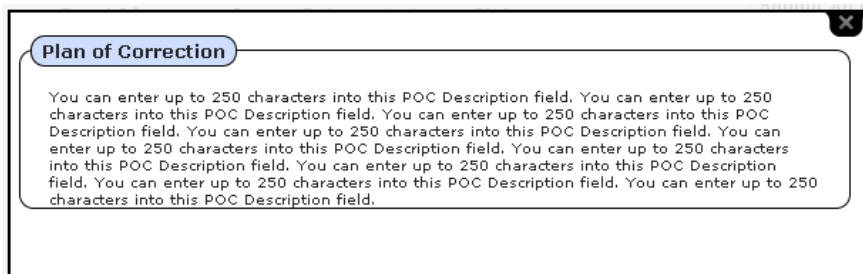 Plan of Correction
You can enter up to 250 characters into this POC Description field. You can enter up to 250
characters into this POC Description field. You can enter up to 250 characters into this POC
Description field. You can enter up to 250 characters into this POC Description field. You can
enter up to 250 characters into this POC Description field. You can enter up to 250 characters
into this POC Description field. You can enter up to 250 characters into this POC Description
field. You can enter up to 250 characters into this POC Description field. You can enter up to 250
characters into this POC Description field.